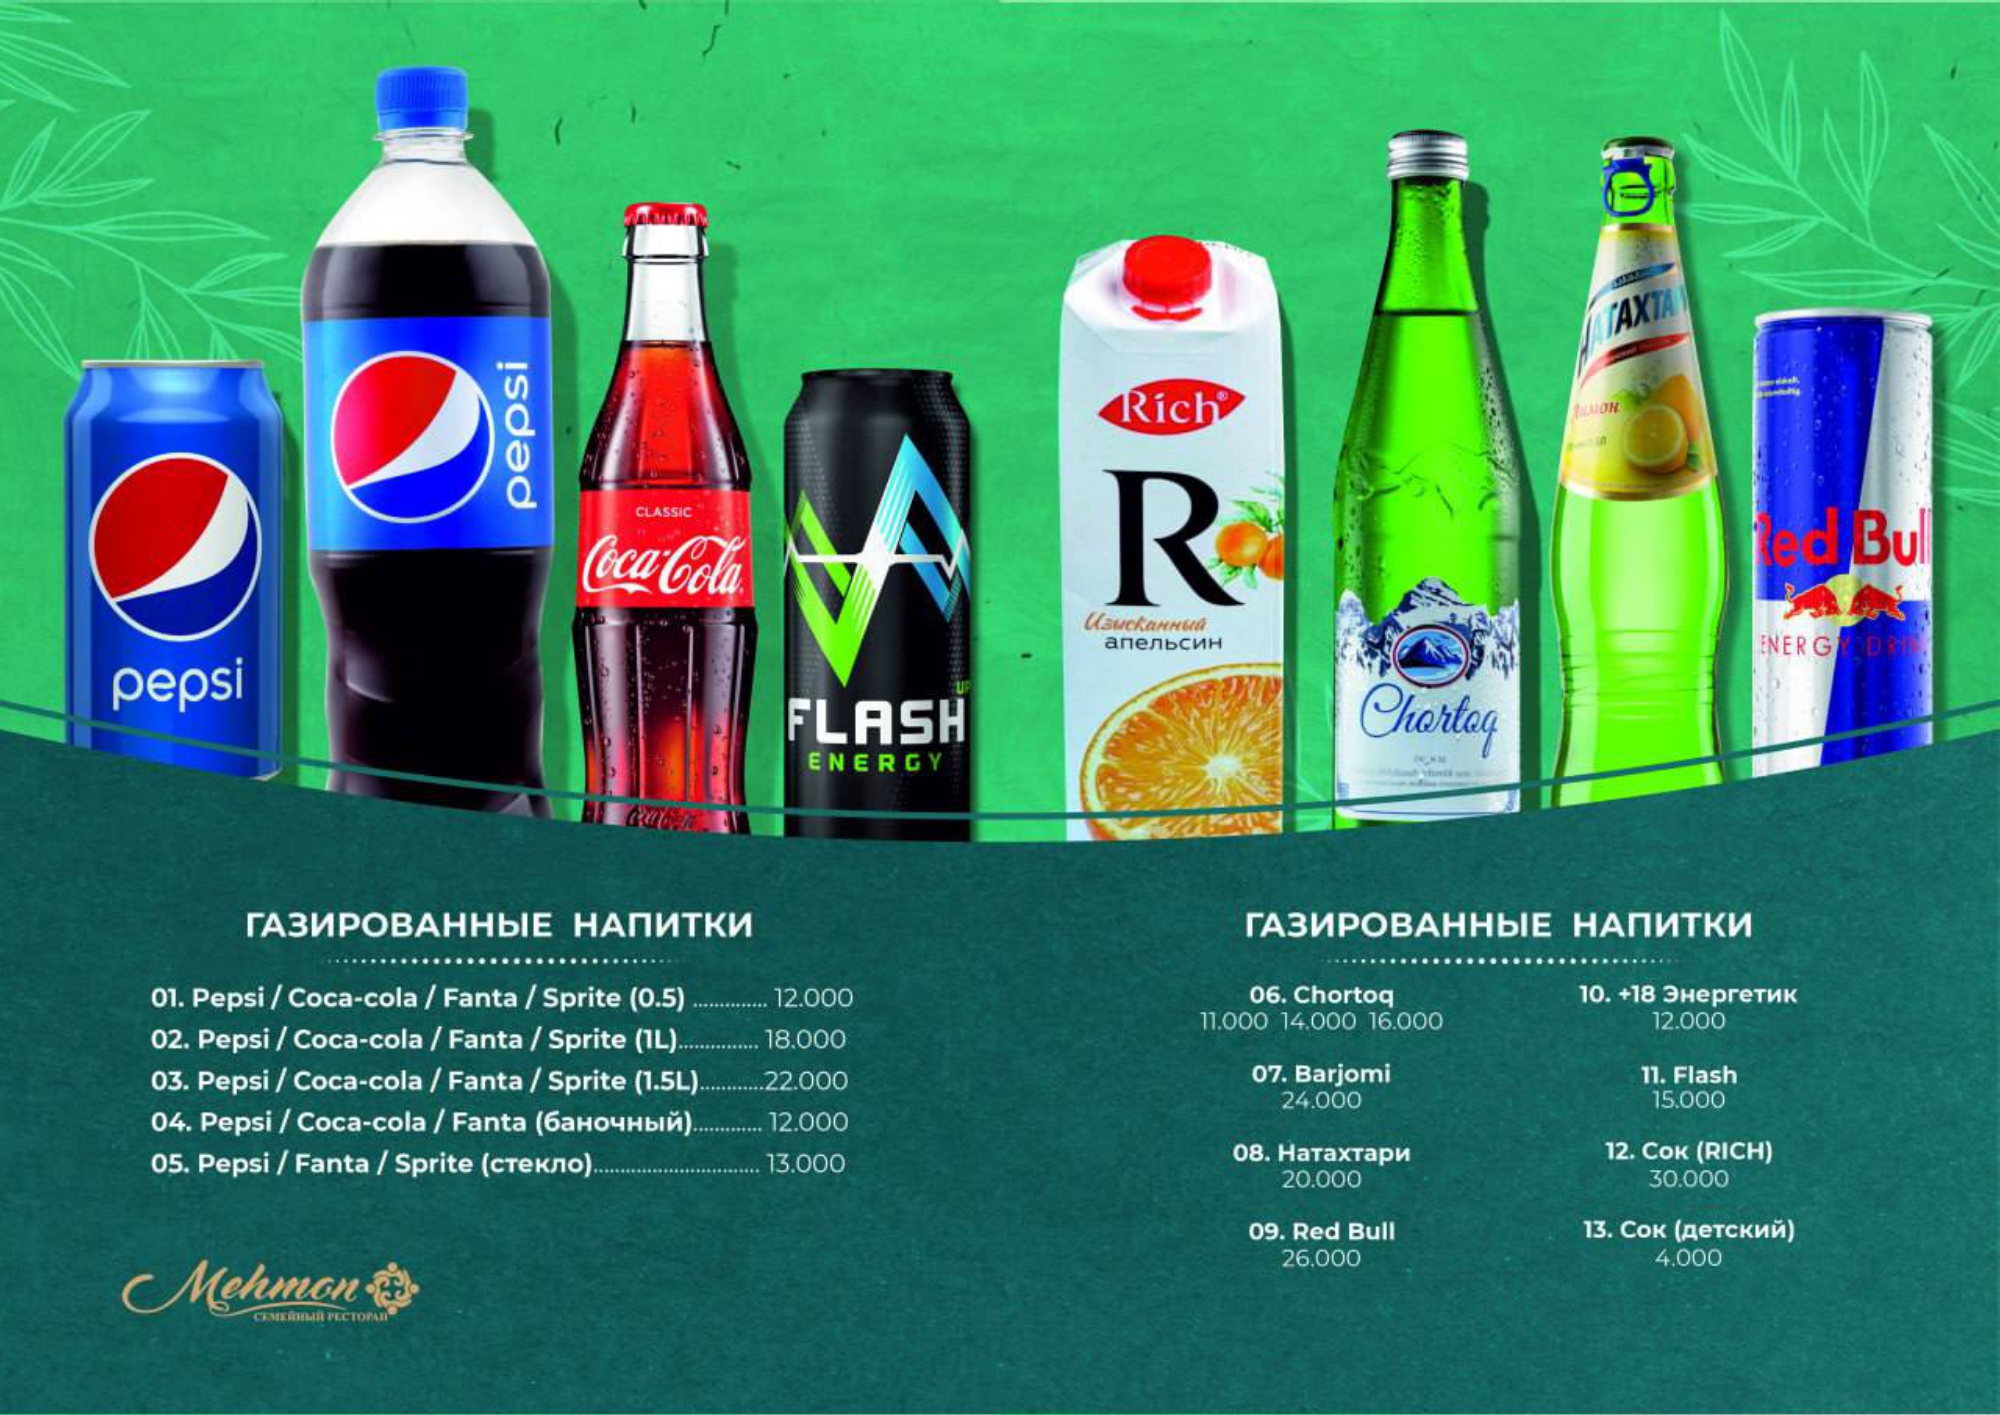 pepsi
pepsi
CLASSIC
Coca-Cola
FLASH
UP
ENERGY
Rich®
R
Изысканный
апельсин
Chortoq
НАТАХТАРИ
Лимон
Red Bull
ENERGY DRINK
ГАЗИРОВАННЫЕ НАПИТКИ
01. Pepsi / Coca-cola / Fanta / Sprite (0.5) .............. 12.000
02. Pepsi / Coca-cola / Fanta / Sprite (1L)............... 18.000
03. Pepsi / Coca-cola / Fanta / Sprite (1.5L)............22.000
04. Pepsi / Coca-cola / Fanta (баночный)............. 12.000
05. Pepsi / Fanta / Sprite (стекло)............................... 13.000
Mehmon
СЕМЕЙНЫЙ РЕСТОРАН
ГАЗИРОВАННЫЕ НАПИТКИ
06. Chortoq
11.000 14.000 16.000
07. Barjomi
24.000
08. Натахтари
20.000
09. Red Bull
26.000
10. +18 Энергетик
12.000
11. Flash
15.000
12. Сок (RICH)
30.000
13. Сок (детский)
4.000